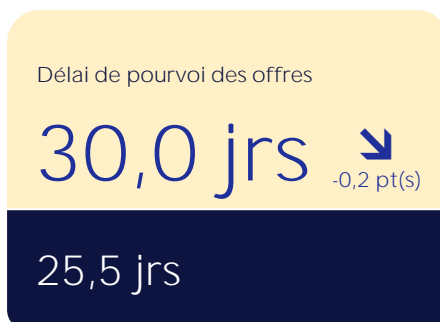 Délai de pourvoi des offres
30,0 jrs
-0,2 pt(s)
25,5 jrs